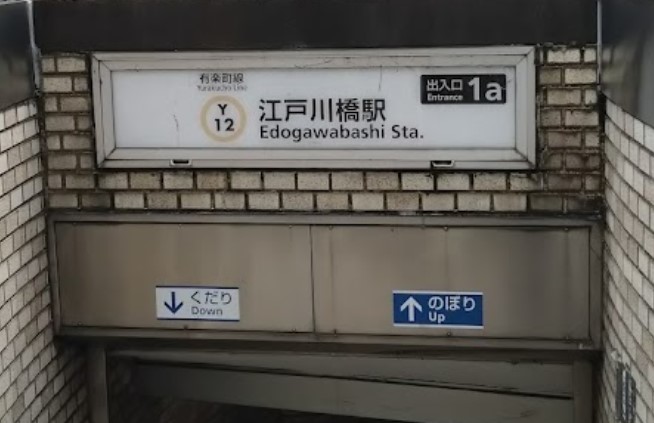 有楽町線
Yurakucho Line
Y
12
江戸川橋駅
Edogawabashi Sta.
出入口
Entrance
1a
くだり
Down
のぼり
Up